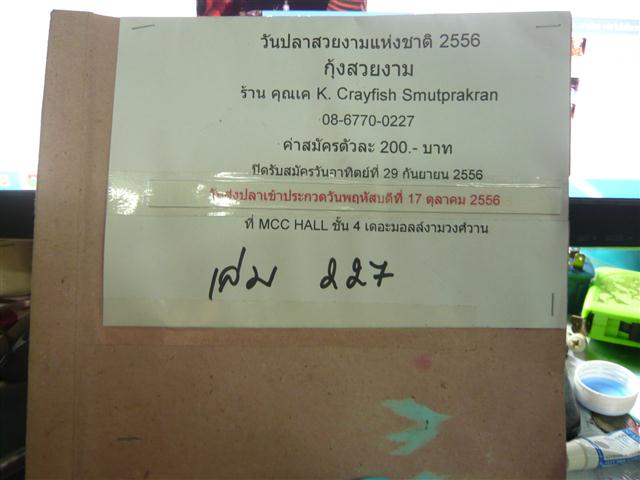 วันปลาสวยงามแห่งชาติ 2556
กุ้งสวยงาม
ร้าน คุณเค K. Crayfish Smutprakran
08-6770-0227
ค่าสมัครตัวละ 200.- บาท
ปิดรับสมัครวันอาทิตย์ที่ 29 กันยายน 2556
วันส่งปลาเข้าประกวดวันพฤหัสบดีที่ 17 ตุลาคม 2556
ที่ MCC HALL ชั้น 4 เดอะมอลล์งามวงศ์วาน
เล่ม ๒๒๗